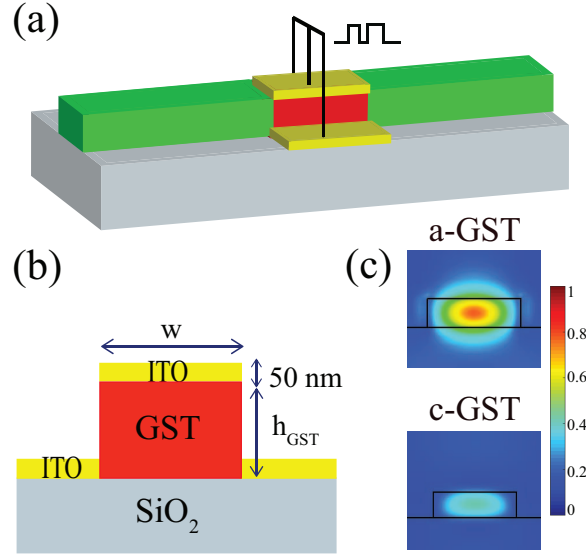 (a)
(b)
w
ITO
50 nm
GST
h_GST
ITO
ITO
SiO₂
(c)
a-GST
c-GST
1
0.8
0.6
0.4
0.2
0